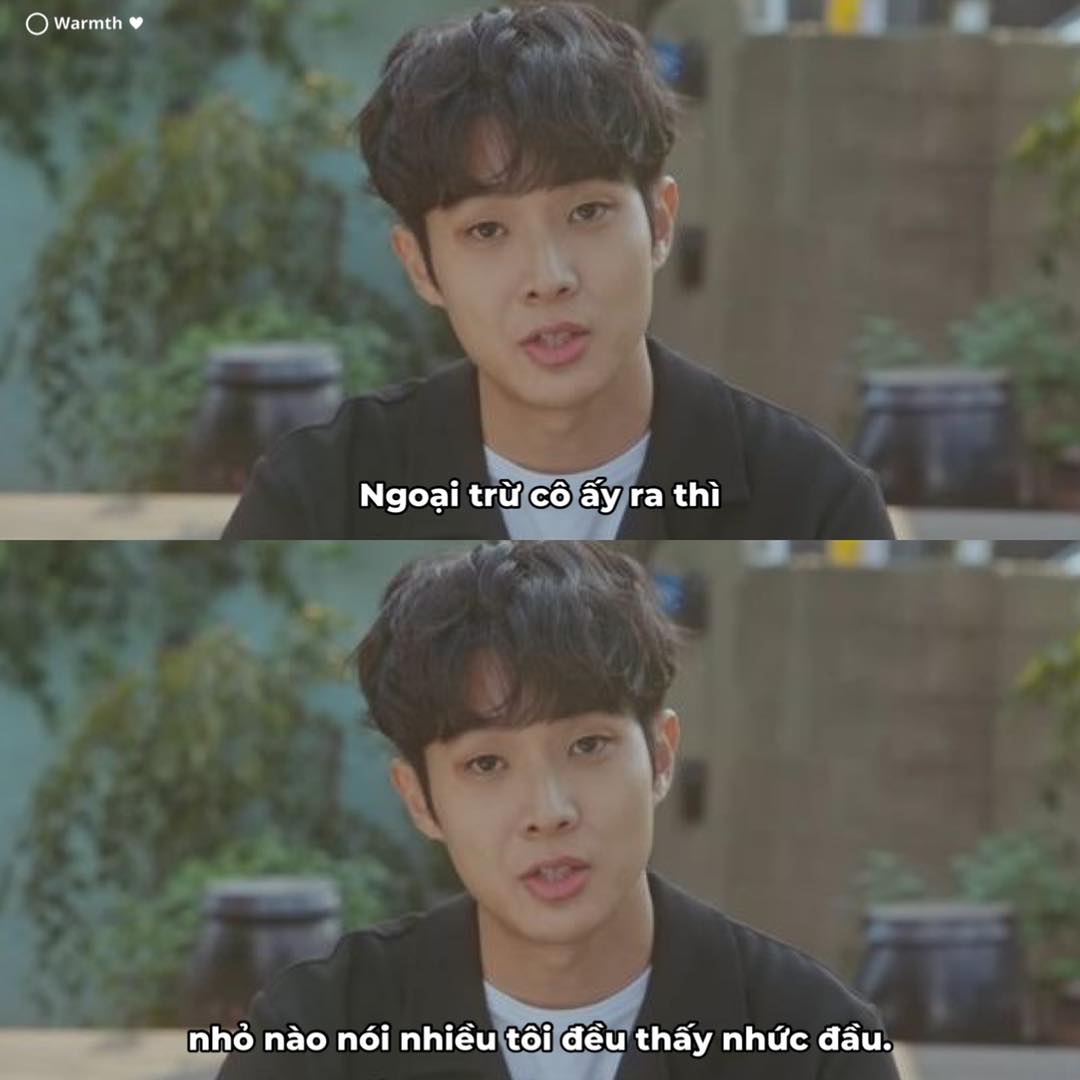 Warmth ♥
Ngoại trừ cô ấy ra thì
nhỏ nào nói nhiều tôi đều thấy nhức đầu.